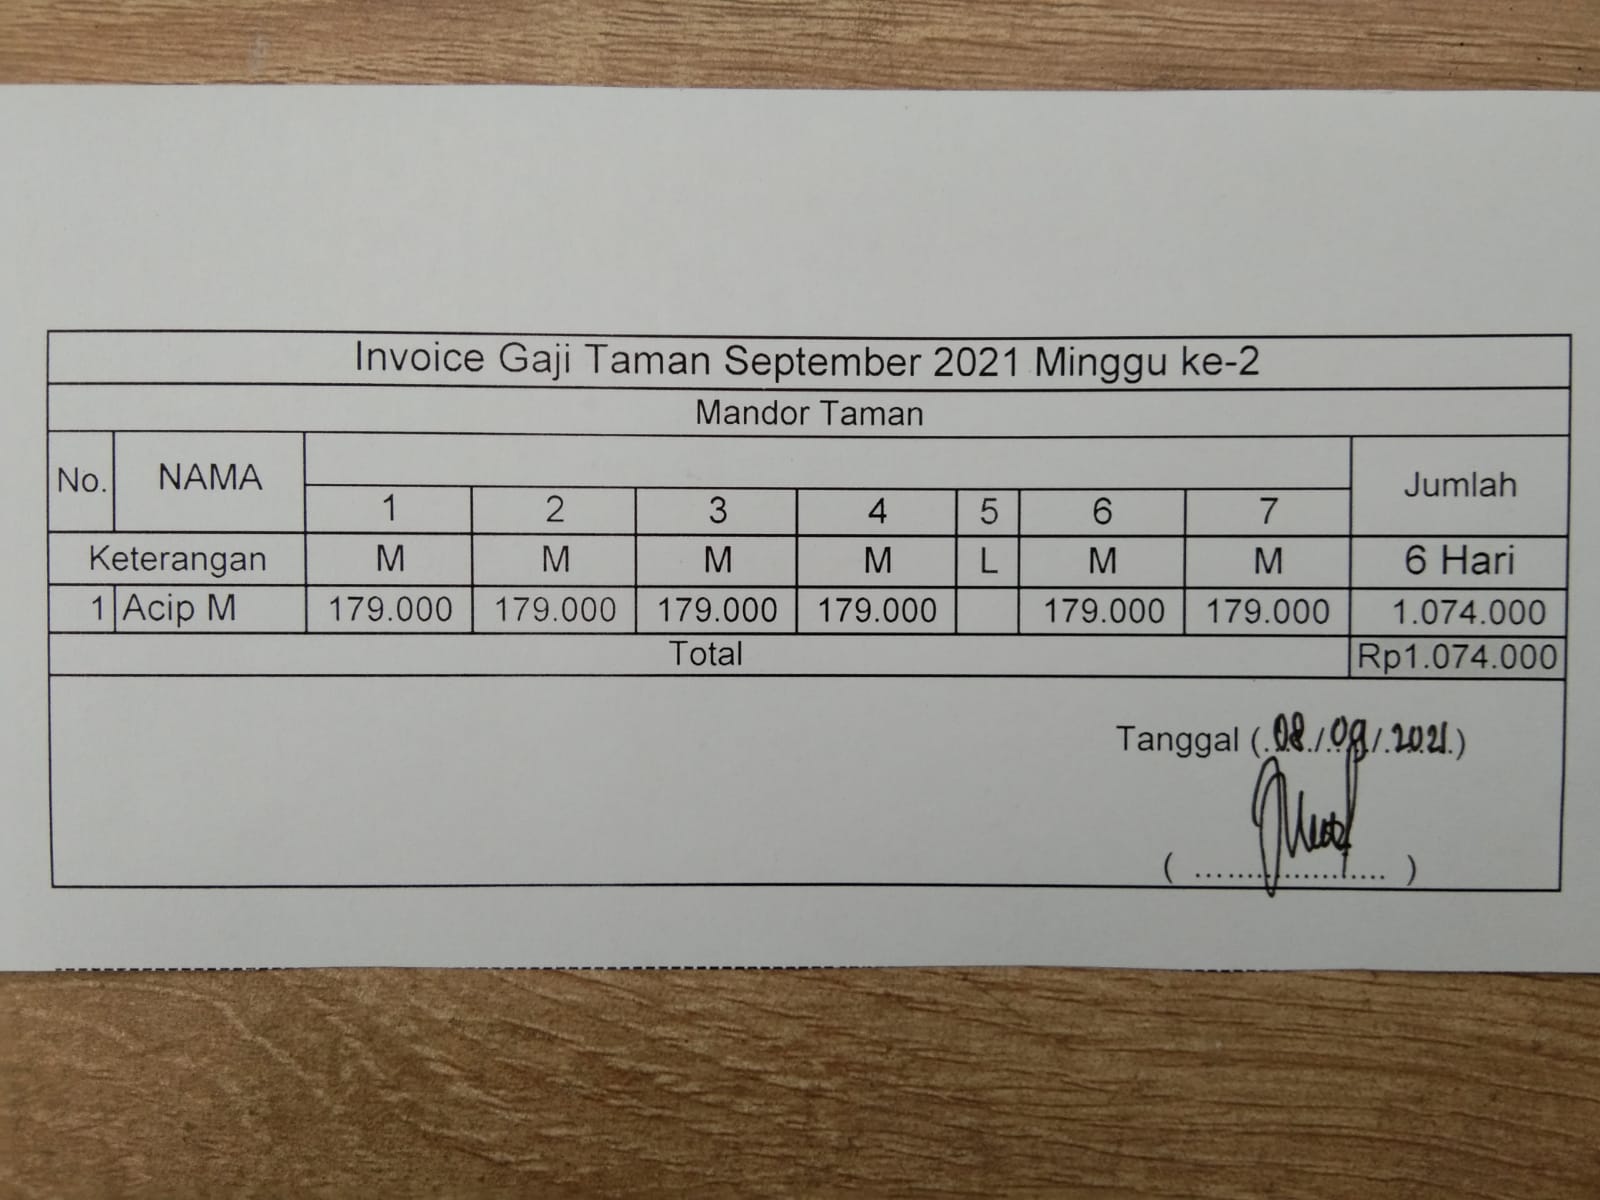 Invoice Gaji Taman September 2021 Minggu ke-2
Mandor Taman
No. NAMA Jumlah
1 2 3 4 5 6 7
Keterangan M M M M L M M 6 Hari
1 Acip M 179.000 179.000 179.000 179.000 179.000 179.000 1.074.000
Total Rp1.074.000
Tanggal (.08./.09/.2021.)
( ........................ )